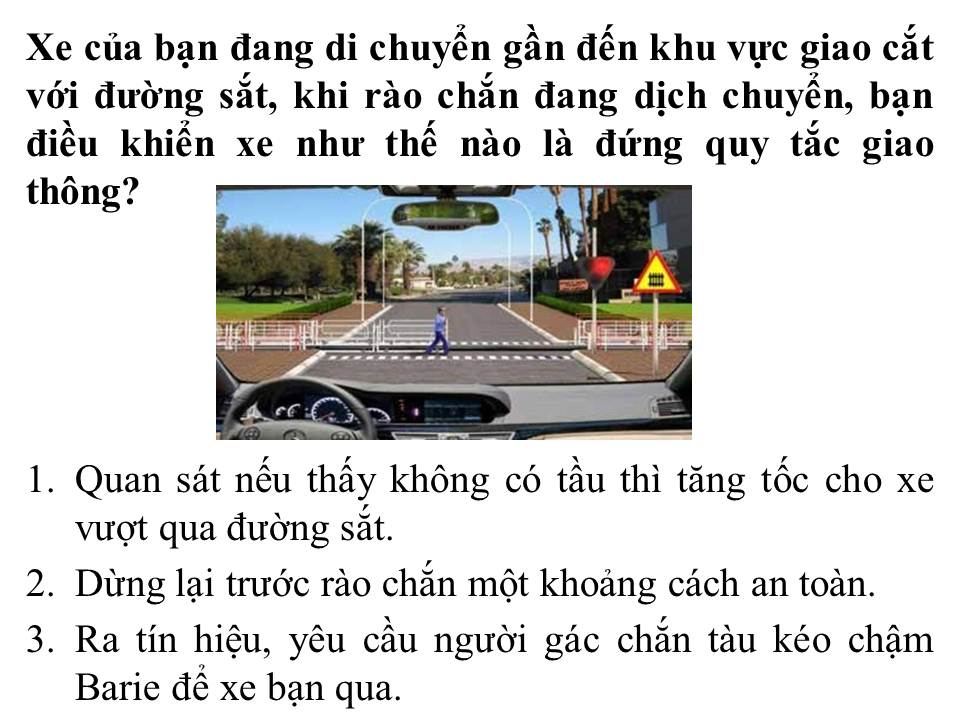 Xe của bạn đang di chuyển gần đến khu vực giao cắt
với đường sắt, khi rào chắn đang dịch chuyển, bạn
điều khiển xe như thế nào là đứng quy tắc giao
thông?
1. Quan sát nếu thấy không có tầu thì tăng tốc cho xe
vượt qua đường sắt.
2. Dừng lại trước rào chắn một khoảng cách an toàn.
3. Ra tín hiệu, yêu cầu người gác chắn tàu kéo chậm
Barie để xe bạn qua.